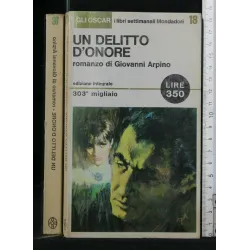 GLI OSCAR i libri settimanali Mondadori 18
UN DELITTO
D'ONORE
romanzo di Giovanni Arpino
edizione integrale
303° migliaio
LIRE
350
UN DELITTO D'ONORE